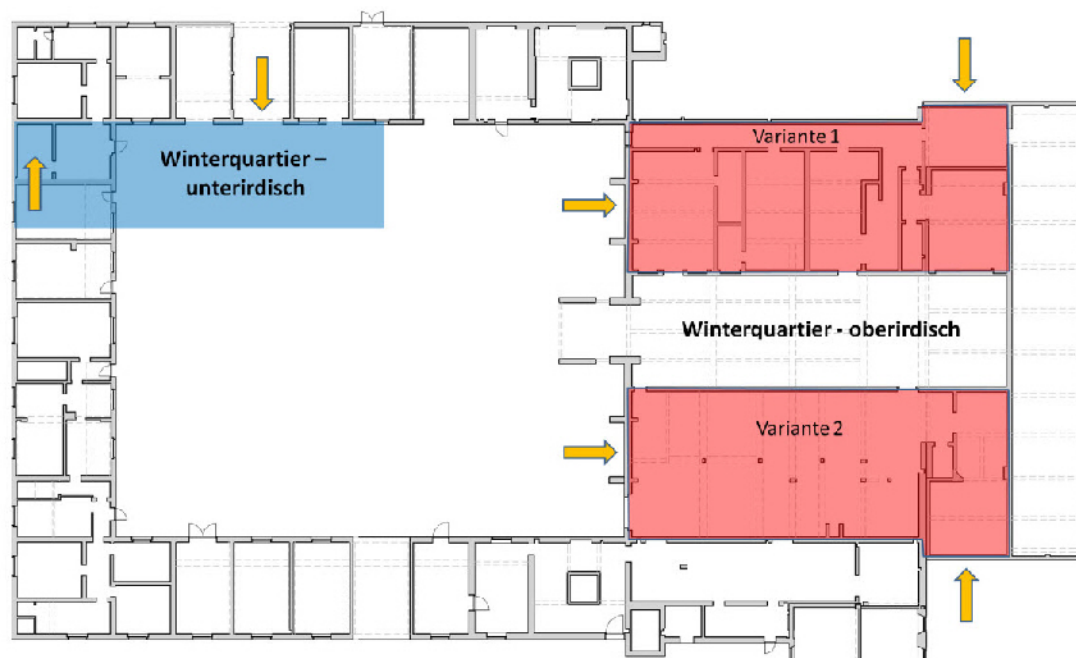 Variante 1
Winterquartier –
unterirdisch
Winterquartier - oberirdisch
Variante 2